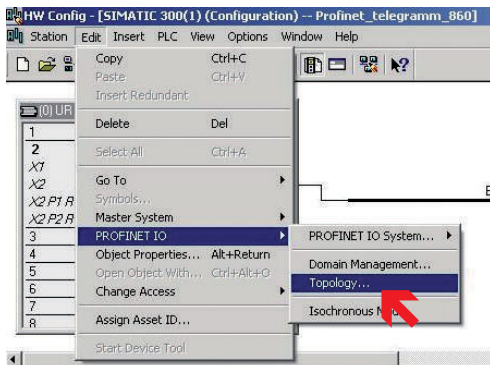 HW Config - [SIMATIC 300(1) (Configuration) -- Profinet_telegramm_860]
Station Edit Insert PLC View Options Window Help
Copy Ctrl+C
Paste Ctrl+V
Insert Redundant
(0) UR
Delete Del
1
2
Select All Ctrl+A
X1
X2
Go To
X2 P1 R
Symbols...
X2 P2 R
Master System
3
PROFINET IO
PROFINET IO System...
4
Object Properties... Alt+Return
5
Open Object With... Ctrl+Alt+O
Domain Management...
6
Change Access
Topology...
7
8
Assign Asset ID...
Isochronous
Start Device Tool